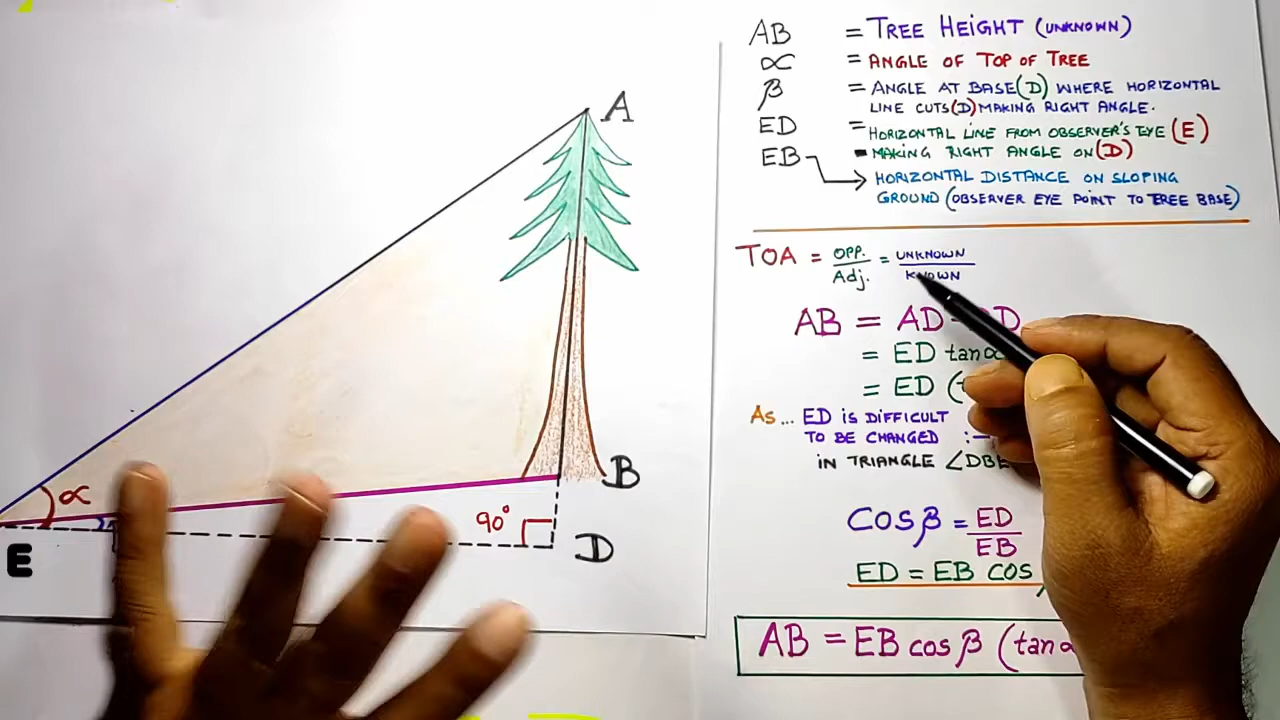 A
B
α
90°
E
D
AB = TREE HEIGHT (UNKNOWN)
α = ANGLE OF TOP OF TREE
β = ANGLE AT BASE(D) WHERE HORIZONTAL
LINE CUTS(D) MAKING RIGHT ANGLE.
ED = HORIZONTAL LINE FROM OBSERVER'S EYE (E)
MAKING RIGHT ANGLE ON (D)
EB → HORIZONTAL DISTANCE ON SLOPING
GROUND (OBSERVER EYE POINT TO TREE BASE)
TOA = OPP. / Adj. = UNKNOWN / KNOWN
AB = AD - BD
= ED tan α
= ED (
As... ED IS DIFFICULT
TO BE CHANGED :-
IN TRIANGLE ∠DBE
COS β = ED / EB
ED = EB COS
AB = EB cos β (tan α